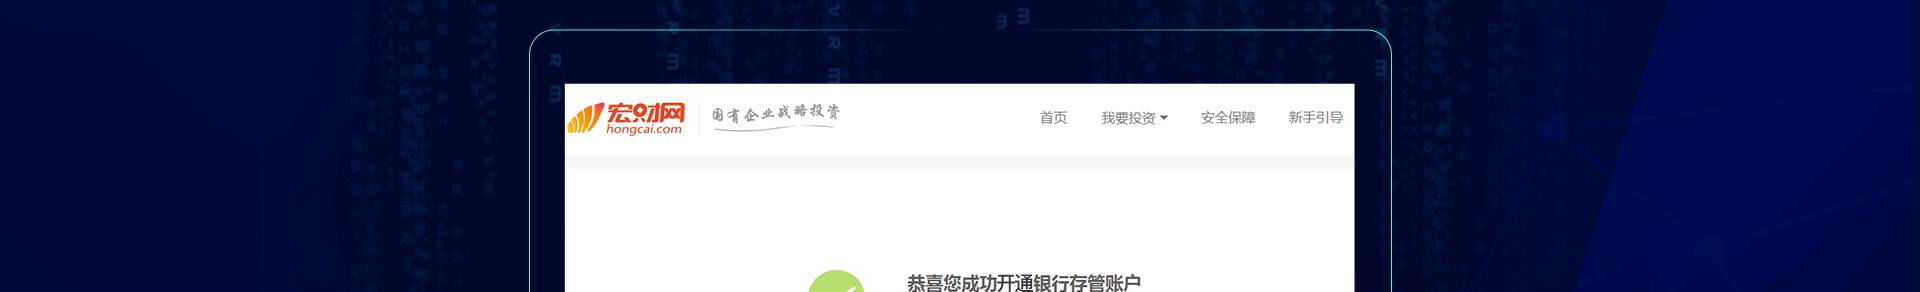 宏财网
hongcai.com
国有企业战略投资
首页 我要投资 安全保障 新手引导
恭喜您成功开通银行存管账户